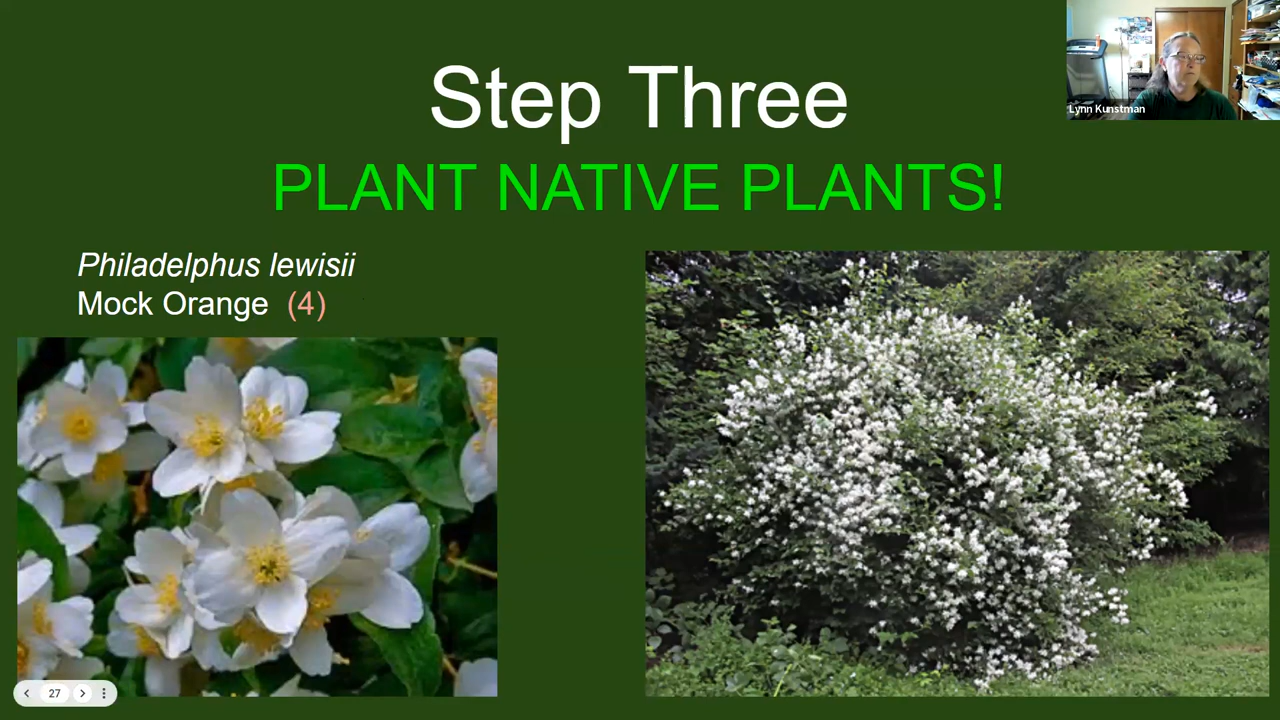 Step Three
PLANT NATIVE PLANTS!
Lynn Kunstman
Philadelphus lewisii
Mock Orange (4)
27